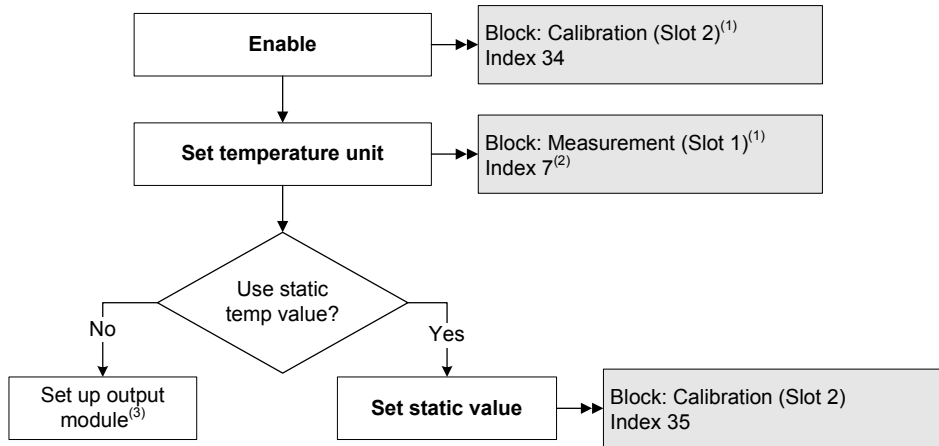 Enable
Block: Calibration (Slot 2)(1)
Index 34
Set temperature unit
Block: Measurement (Slot 1)(1)
Index 7(2)
Use static
temp value?
No
Yes
Set up output
module(3)
Set static value
Block: Calibration (Slot 2)
Index 35